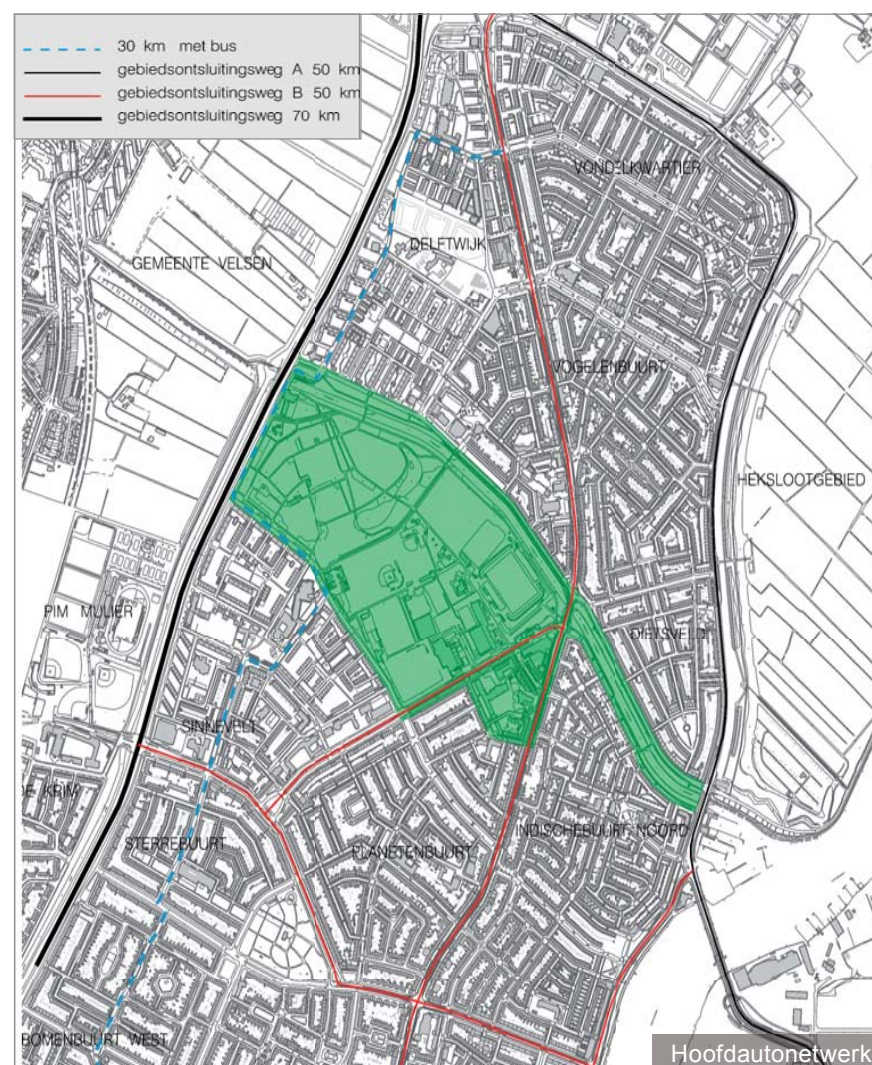 30 km met bus
gebiedsontsluitingsweg A 50 km
gebiedsontsluitingsweg B 50 km
gebiedsontsluitingsweg 70 km
VONDELKWARTIER
DELFTWIJK
GEMEENTE VELSEN
VOGELENBUURT
HEKSLOOTGEBIED
PIM MULIER
DIETSVELD
SINNEVELT
DE KRIM
STERREBUURT
PLANETENBUURT
INDISCHEBUURT NOORD
BOMENBUURT WEST
Hoofdautonetwerk